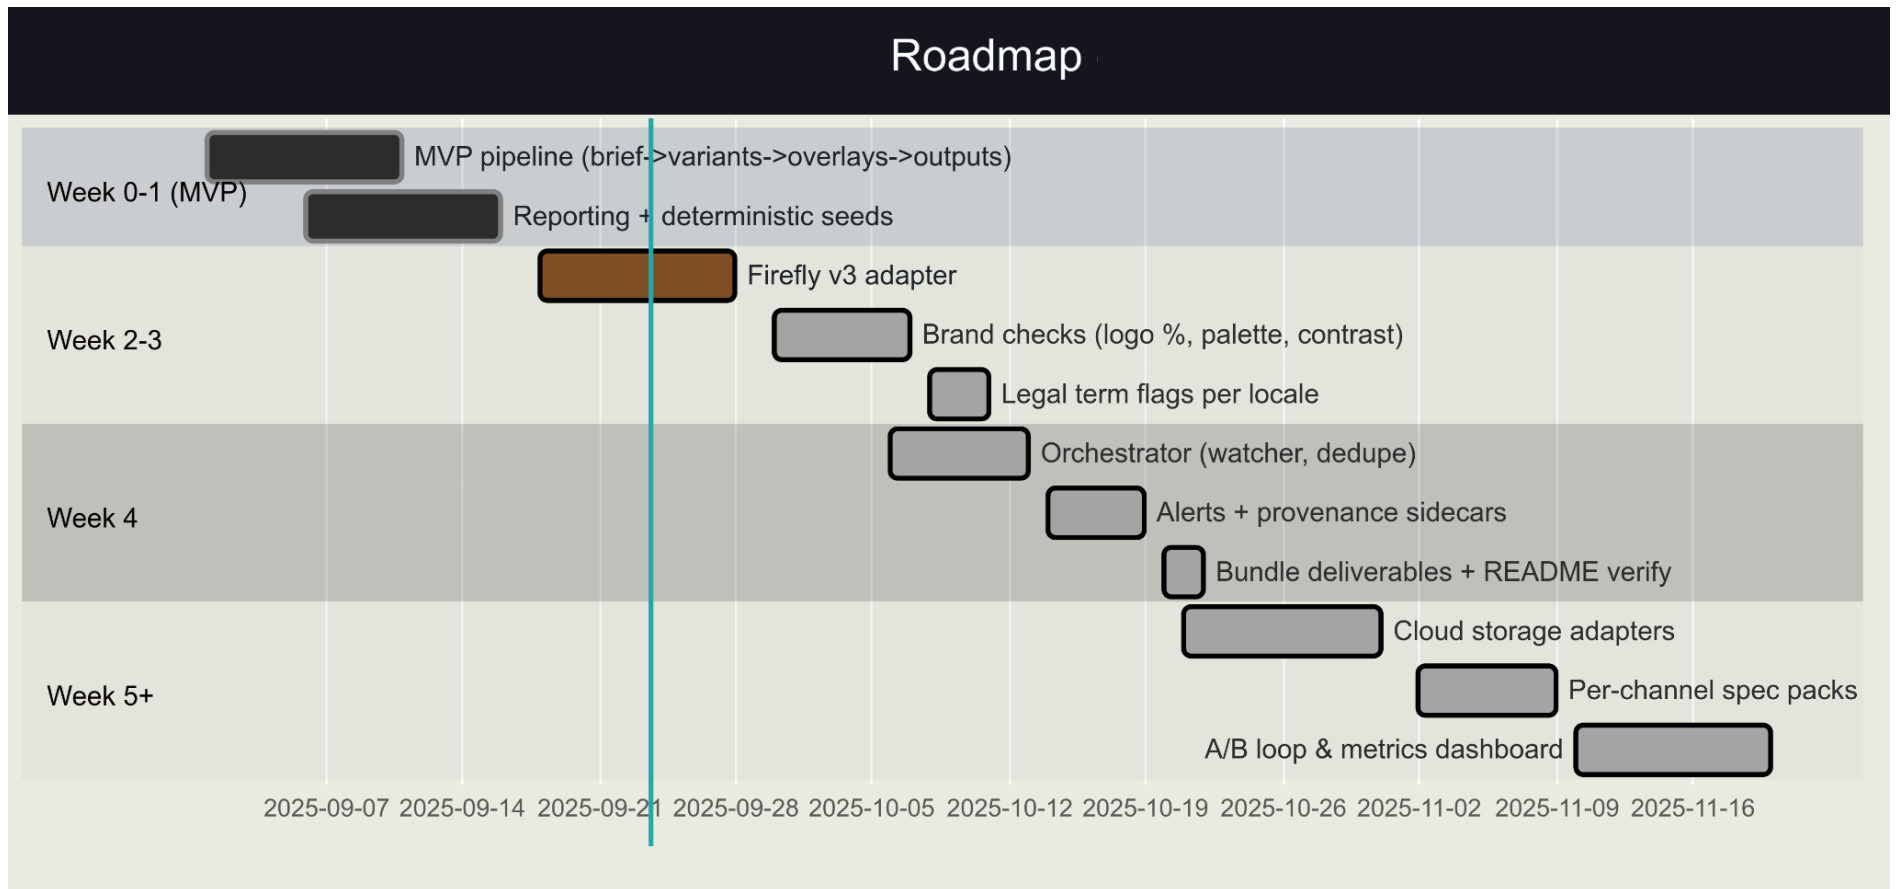 Roadmap
MVP pipeline (brief->variants->overlays->outputs)
Week 0-1 (MVP)
Reporting + deterministic seeds
Firefly v3 adapter
Week 2-3
Brand checks (logo %, palette, contrast)
Legal term flags per locale
Orchestrator (watcher, dedupe)
Week 4
Alerts + provenance sidecars
Bundle deliverables + README verify
Cloud storage adapters
Week 5+
Per-channel spec packs
A/B loop & metrics dashboard
2025-09-07 2025-09-14 2025-09-21 2025-09-28 2025-10-05 2025-10-12 2025-10-19 2025-10-26 2025-11-02 2025-11-09 2025-11-16